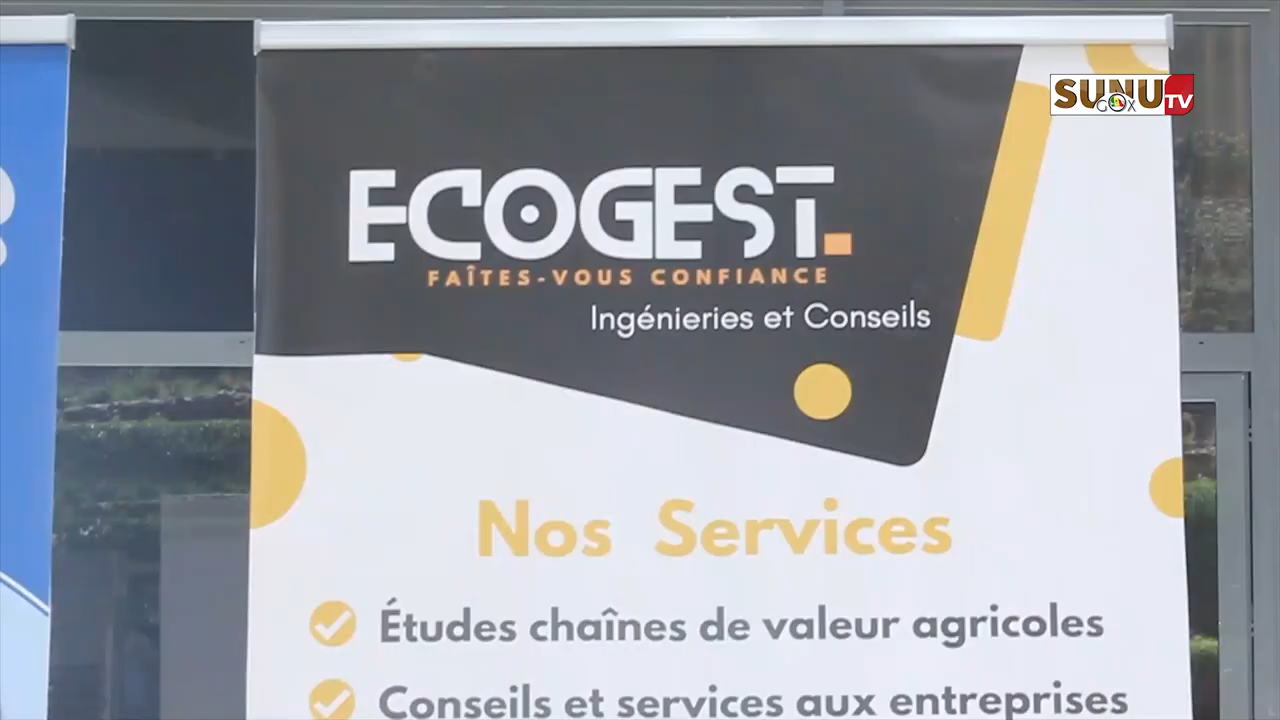 SUNU
GOX
TV
ECOGEST.
FAÎTES-VOUS CONFIANCE
Ingénieries et Conseils
Nos Services
Études chaînes de valeur agricoles
Conseils et services aux entreprises